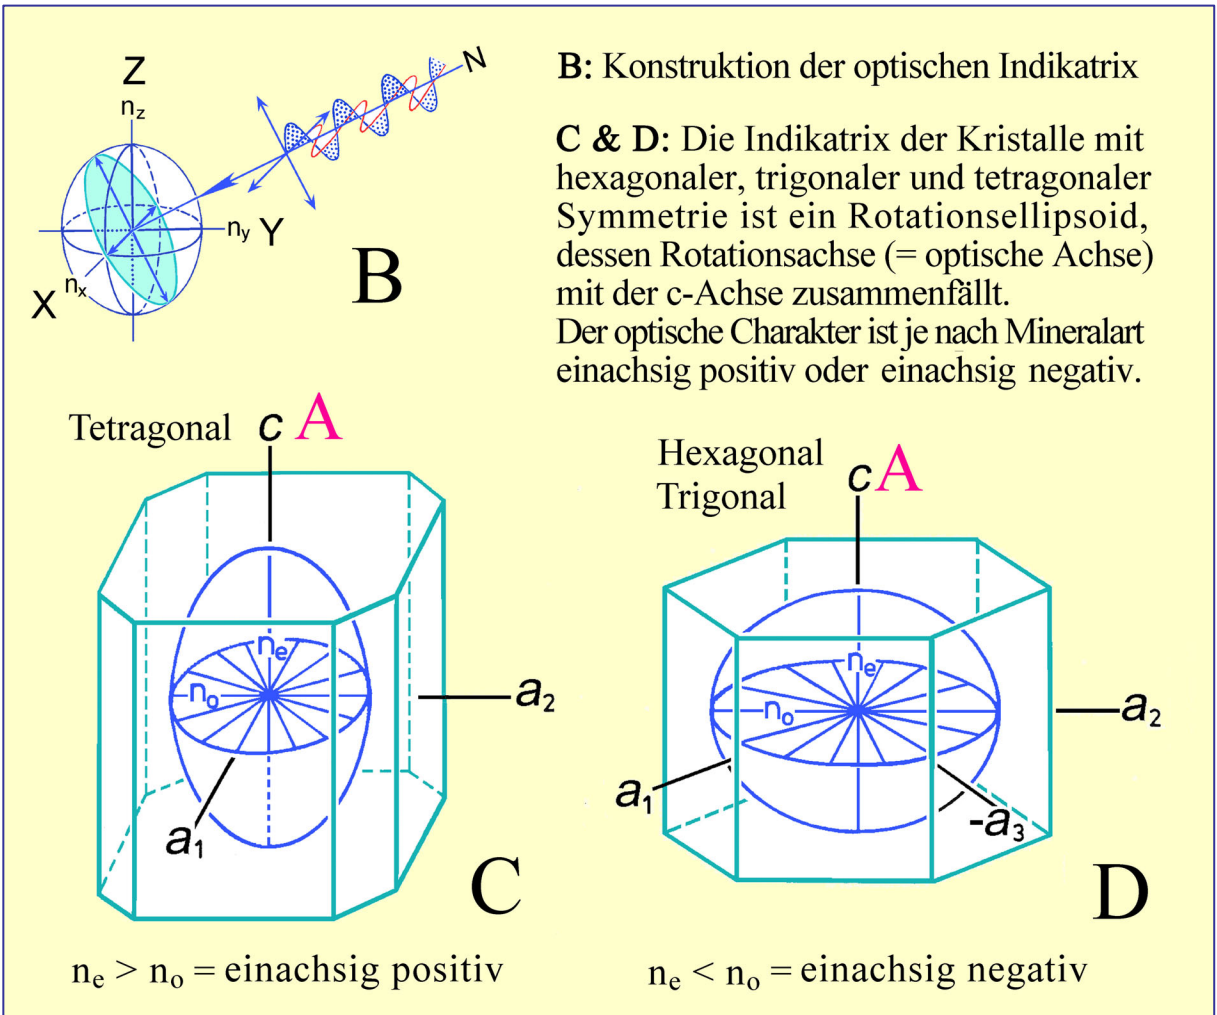 Z
n_z
N
n_y Y
n_x
X
B
B: Konstruktion der optischen Indikatrix
C & D: Die Indikatrix der Kristalle mit
hexagonaler, trigonaler und tetragonaler
Symmetrie ist ein Rotationsellipsoid,
dessen Rotationsachse (= optische Achse)
mit der c-Achse zusammenfällt.
Der optische Charakter ist je nach Mineralart
einachsig positiv oder einachsig negativ.
Tetragonal c A
n_e
n_o
a_2
a_1
C
n_e > n_o = einachsig positiv
Hexagonal
Trigonal
c A
n_e
n_o
a_2
a_1
-a_3
D
n_e < n_o = einachsig negativ